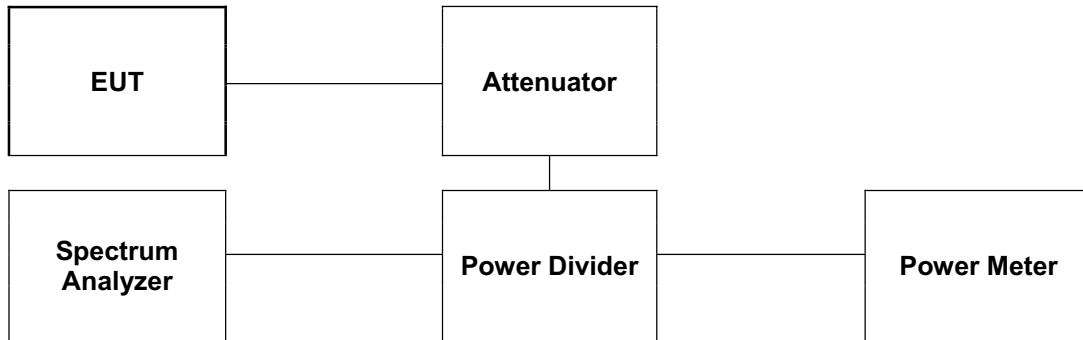 EUT
Attenuator
Spectrum
Analyzer
Power Divider
Power Meter